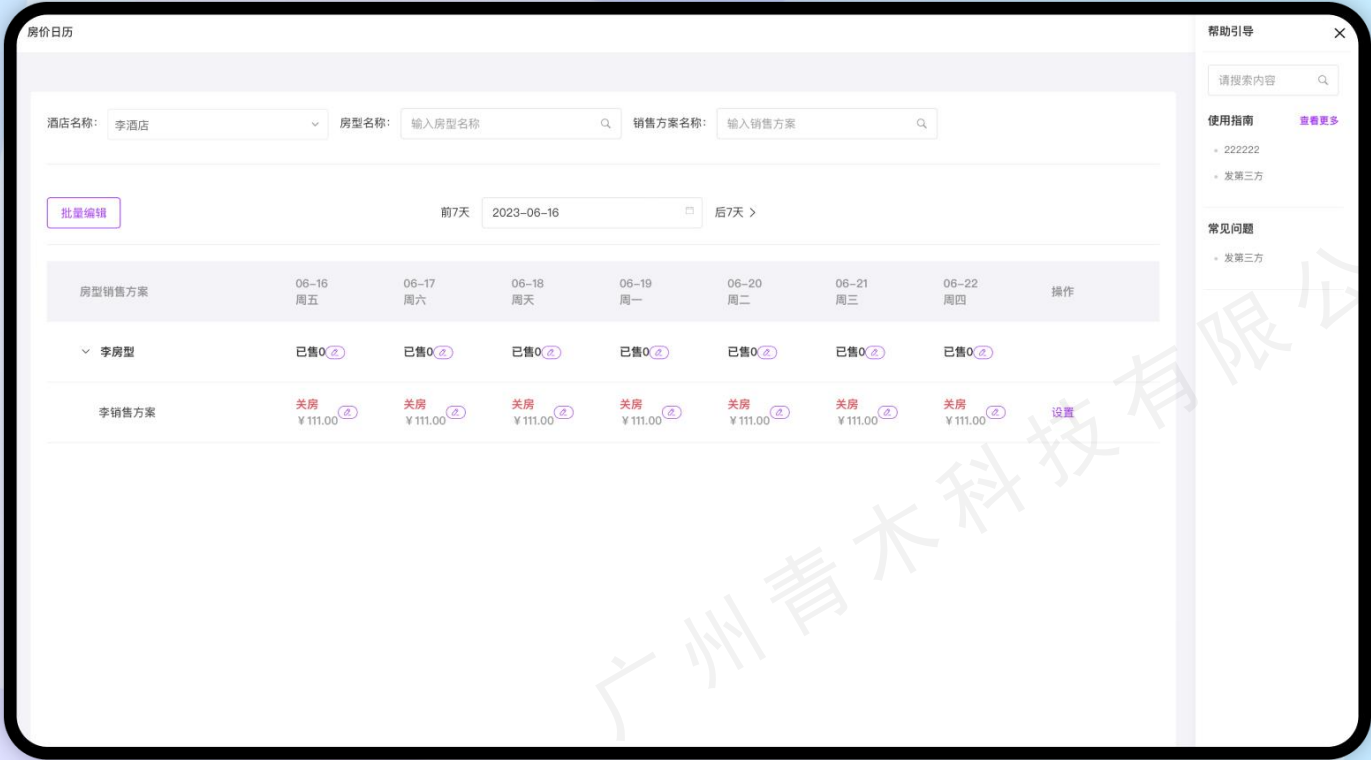 房价日历
帮助引导
请搜索内容
酒店名称: 李酒店 房型名称: 输入房型名称 销售方案名称: 输入销售方案
使用指南 查看更多
222222
发第三方
批量编辑 前7天 2023-06-16 后7天
常见问题
发第三方
房型销售方案 06-16 06-17 06-18 06-19 06-20 06-21 06-22 操作
周五 周六 周天 周一 周二 周三 周四
李房型 已售0 已售0 已售0 已售0 已售0 已售0 已售0
李销售方案 关房 关房 关房 关房 关房 关房 关房 设置
¥111.00 ¥111.00 ¥111.00 ¥111.00 ¥111.00 ¥111.00 ¥111.00
广州青木科技有限公